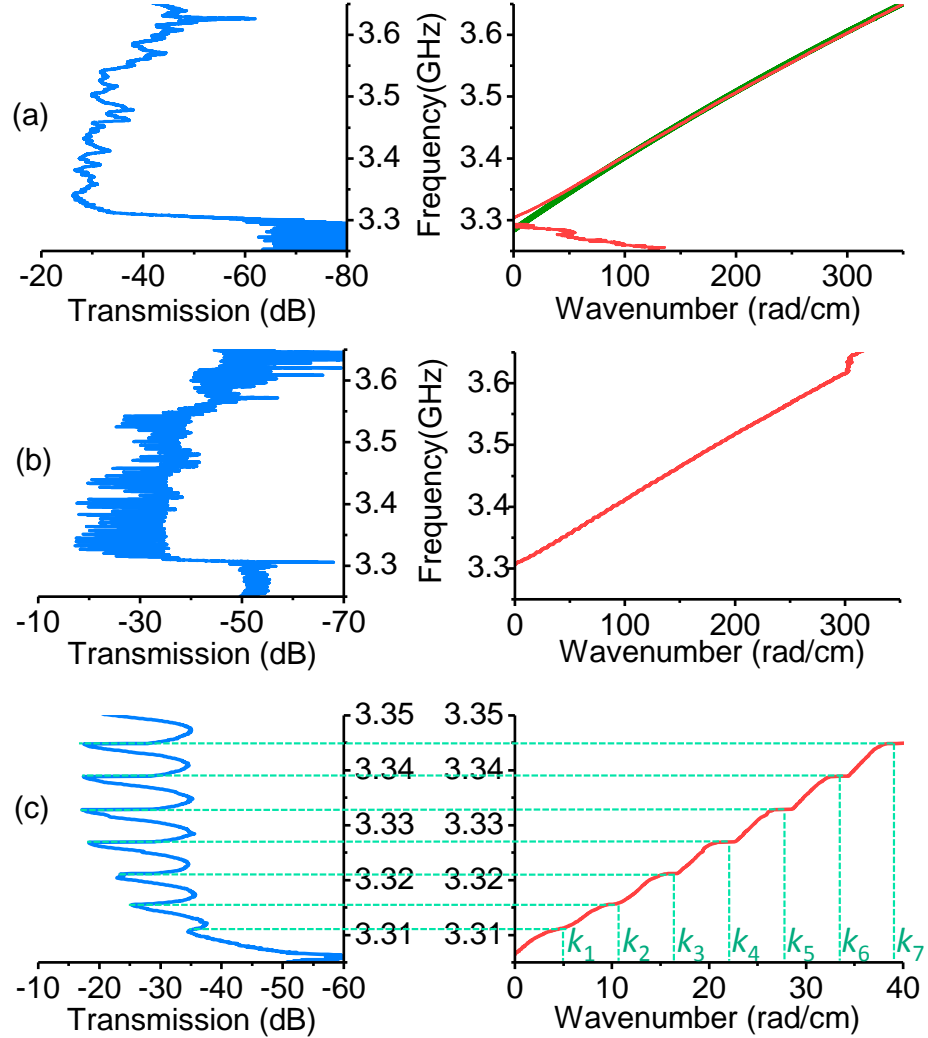 (a)
3.6
3.5
3.4
3.3
-20 -40 -60 -80
Transmission (dB)
Frequency(GHz)
3.6
3.5
3.4
3.3
0 100 200 300
Wavenumber (rad/cm)
(b)
3.6
3.5
3.4
3.3
-10 -30 -50 -70
Transmission (dB)
Frequency(GHz)
3.6
3.5
3.4
3.3
0 100 200 300
Wavenumber (rad/cm)
(c)
3.35
3.34
3.33
3.32
3.31
-10 -20 -30 -40 -50 -60
Transmission (dB)
3.35
3.34
3.33
3.32
3.31
k1 k2 k3 k4 k5 k6 k7
0 10 20 30 40
Wavenumber (rad/cm)